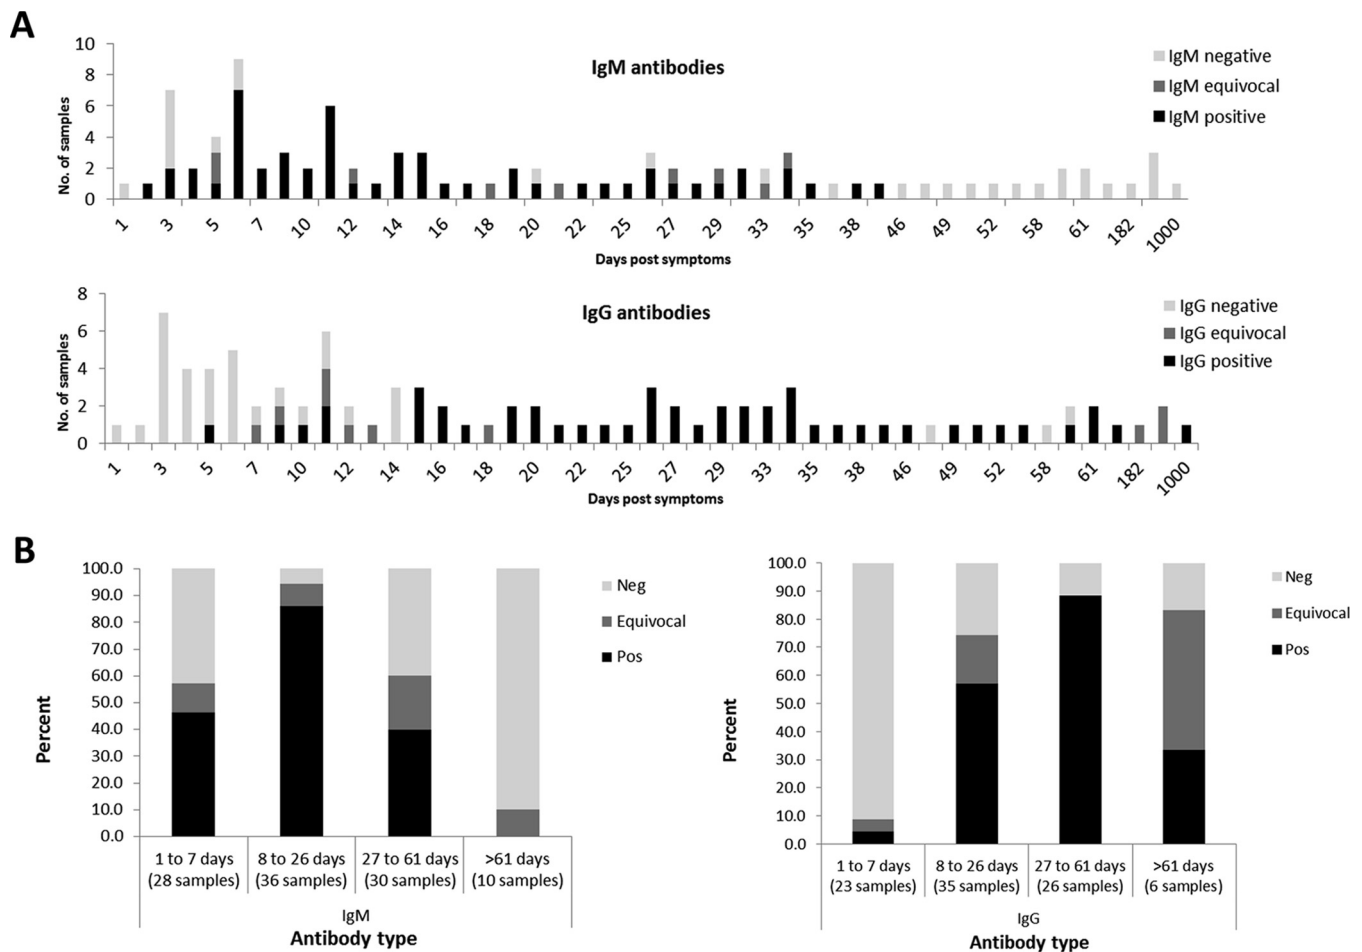 A
IgM antibodies
No. of samples
10
8
6
4
2
0
1 3 5 7 10 12 14 16 18 20 22 25 27 29 33 35 38 46 49 52 58 61 182 1000
Days post symptoms
IgM negative
IgM equivocal
IgM positive
IgG antibodies
No. of samples
8
6
4
2
0
1 3 5 7 10 12 14 16 18 20 22 25 27 29 33 35 38 46 49 52 58 61 182 1000
Days post symptoms
IgG negative
IgG equivocal
IgG positive
B
Percent
100.0
90.0
80.0
70.0
60.0
50.0
40.0
30.0
20.0
10.0
0.0
1 to 7 days 8 to 26 days 27 to 61 days >61 days
(28 samples) (36 samples) (30 samples) (10 samples)
IgM
Antibody type
Neg
Equivocal
Pos
Percent
100.0
90.0
80.0
70.0
60.0
50.0
40.0
30.0
20.0
10.0
0.0
1 to 7 days 8 to 26 days 27 to 61 days >61 days
(23 samples) (35 samples) (26 samples) (6 samples)
IgG
Antibody type
Neg
Equivocal
Pos